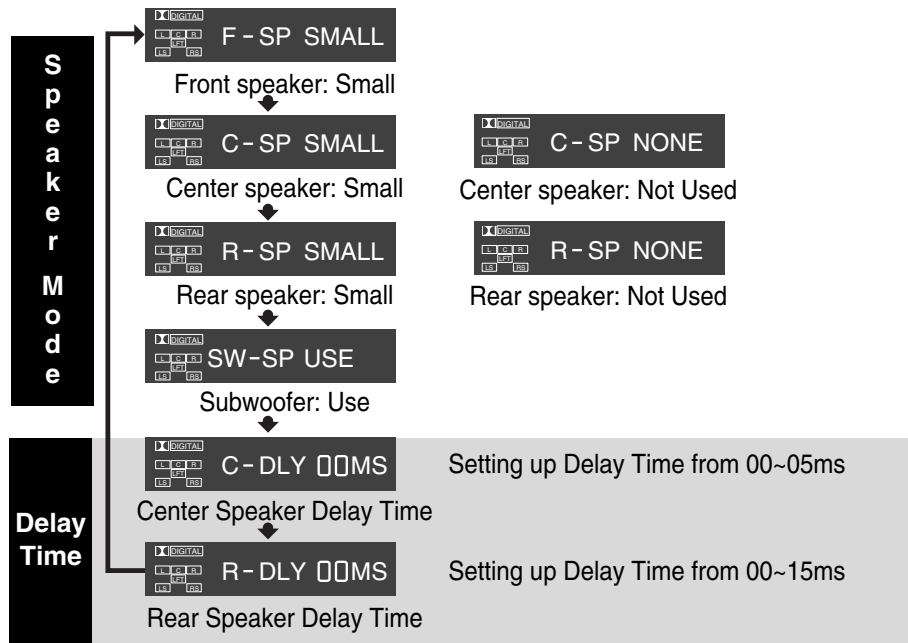 Speaker Mode
DIGITAL
L C R
LFT
LS RS
F-SP SMALL
Front speaker: Small
DIGITAL
L C R
LFT
LS RS
C-SP SMALL
Center speaker: Small
DIGITAL
L C R
LFT
LS RS
C-SP NONE
Center speaker: Not Used
DIGITAL
L C R
LFT
LS RS
R-SP SMALL
Rear speaker: Small
DIGITAL
L C R
LFT
LS RS
R-SP NONE
Rear speaker: Not Used
DIGITAL
L C R
LFT
LS RS
SW-SP USE
Subwoofer: Use
Delay
Time
DIGITAL
L C R
LFT
LS RS
C-DLY 00MS
Setting up Delay Time from 00~05ms
Center Speaker Delay Time
DIGITAL
L C R
LFT
LS RS
R-DLY 00MS
Setting up Delay Time from 00~15ms
Rear Speaker Delay Time